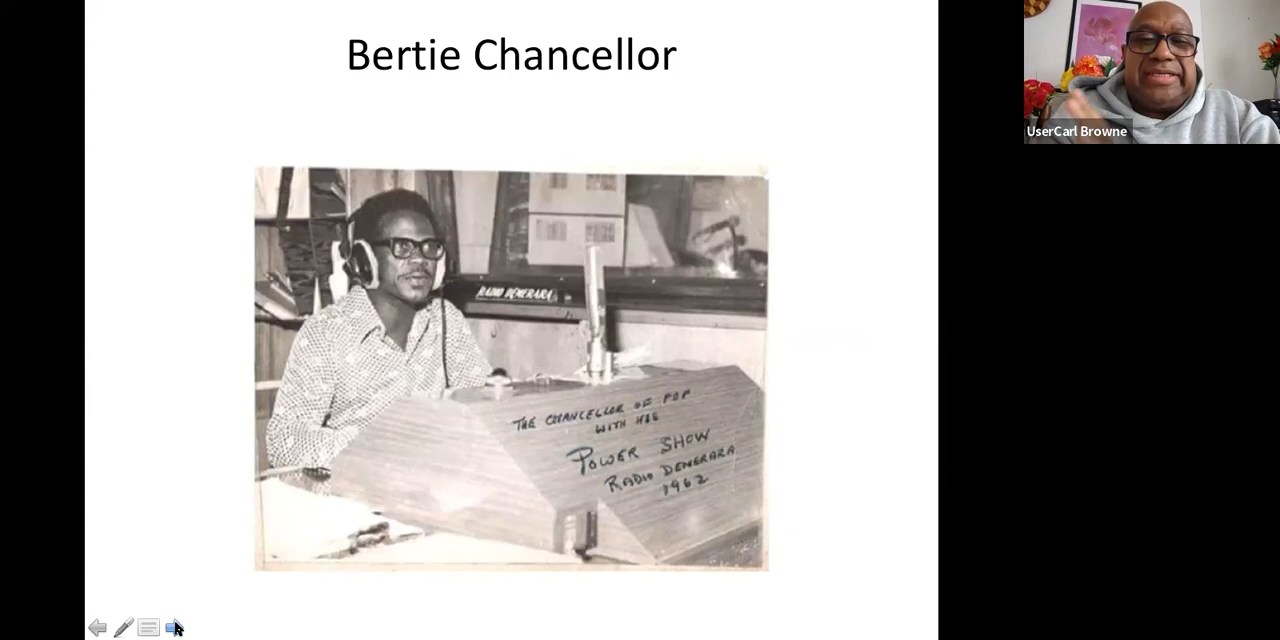 Bertie Chancellor
UserCarl Browne
RADIO DEMERARA
THE CHANCELLOR OF POP
WITH HIS
POWER SHOW
RADIO DEMERARA
1962